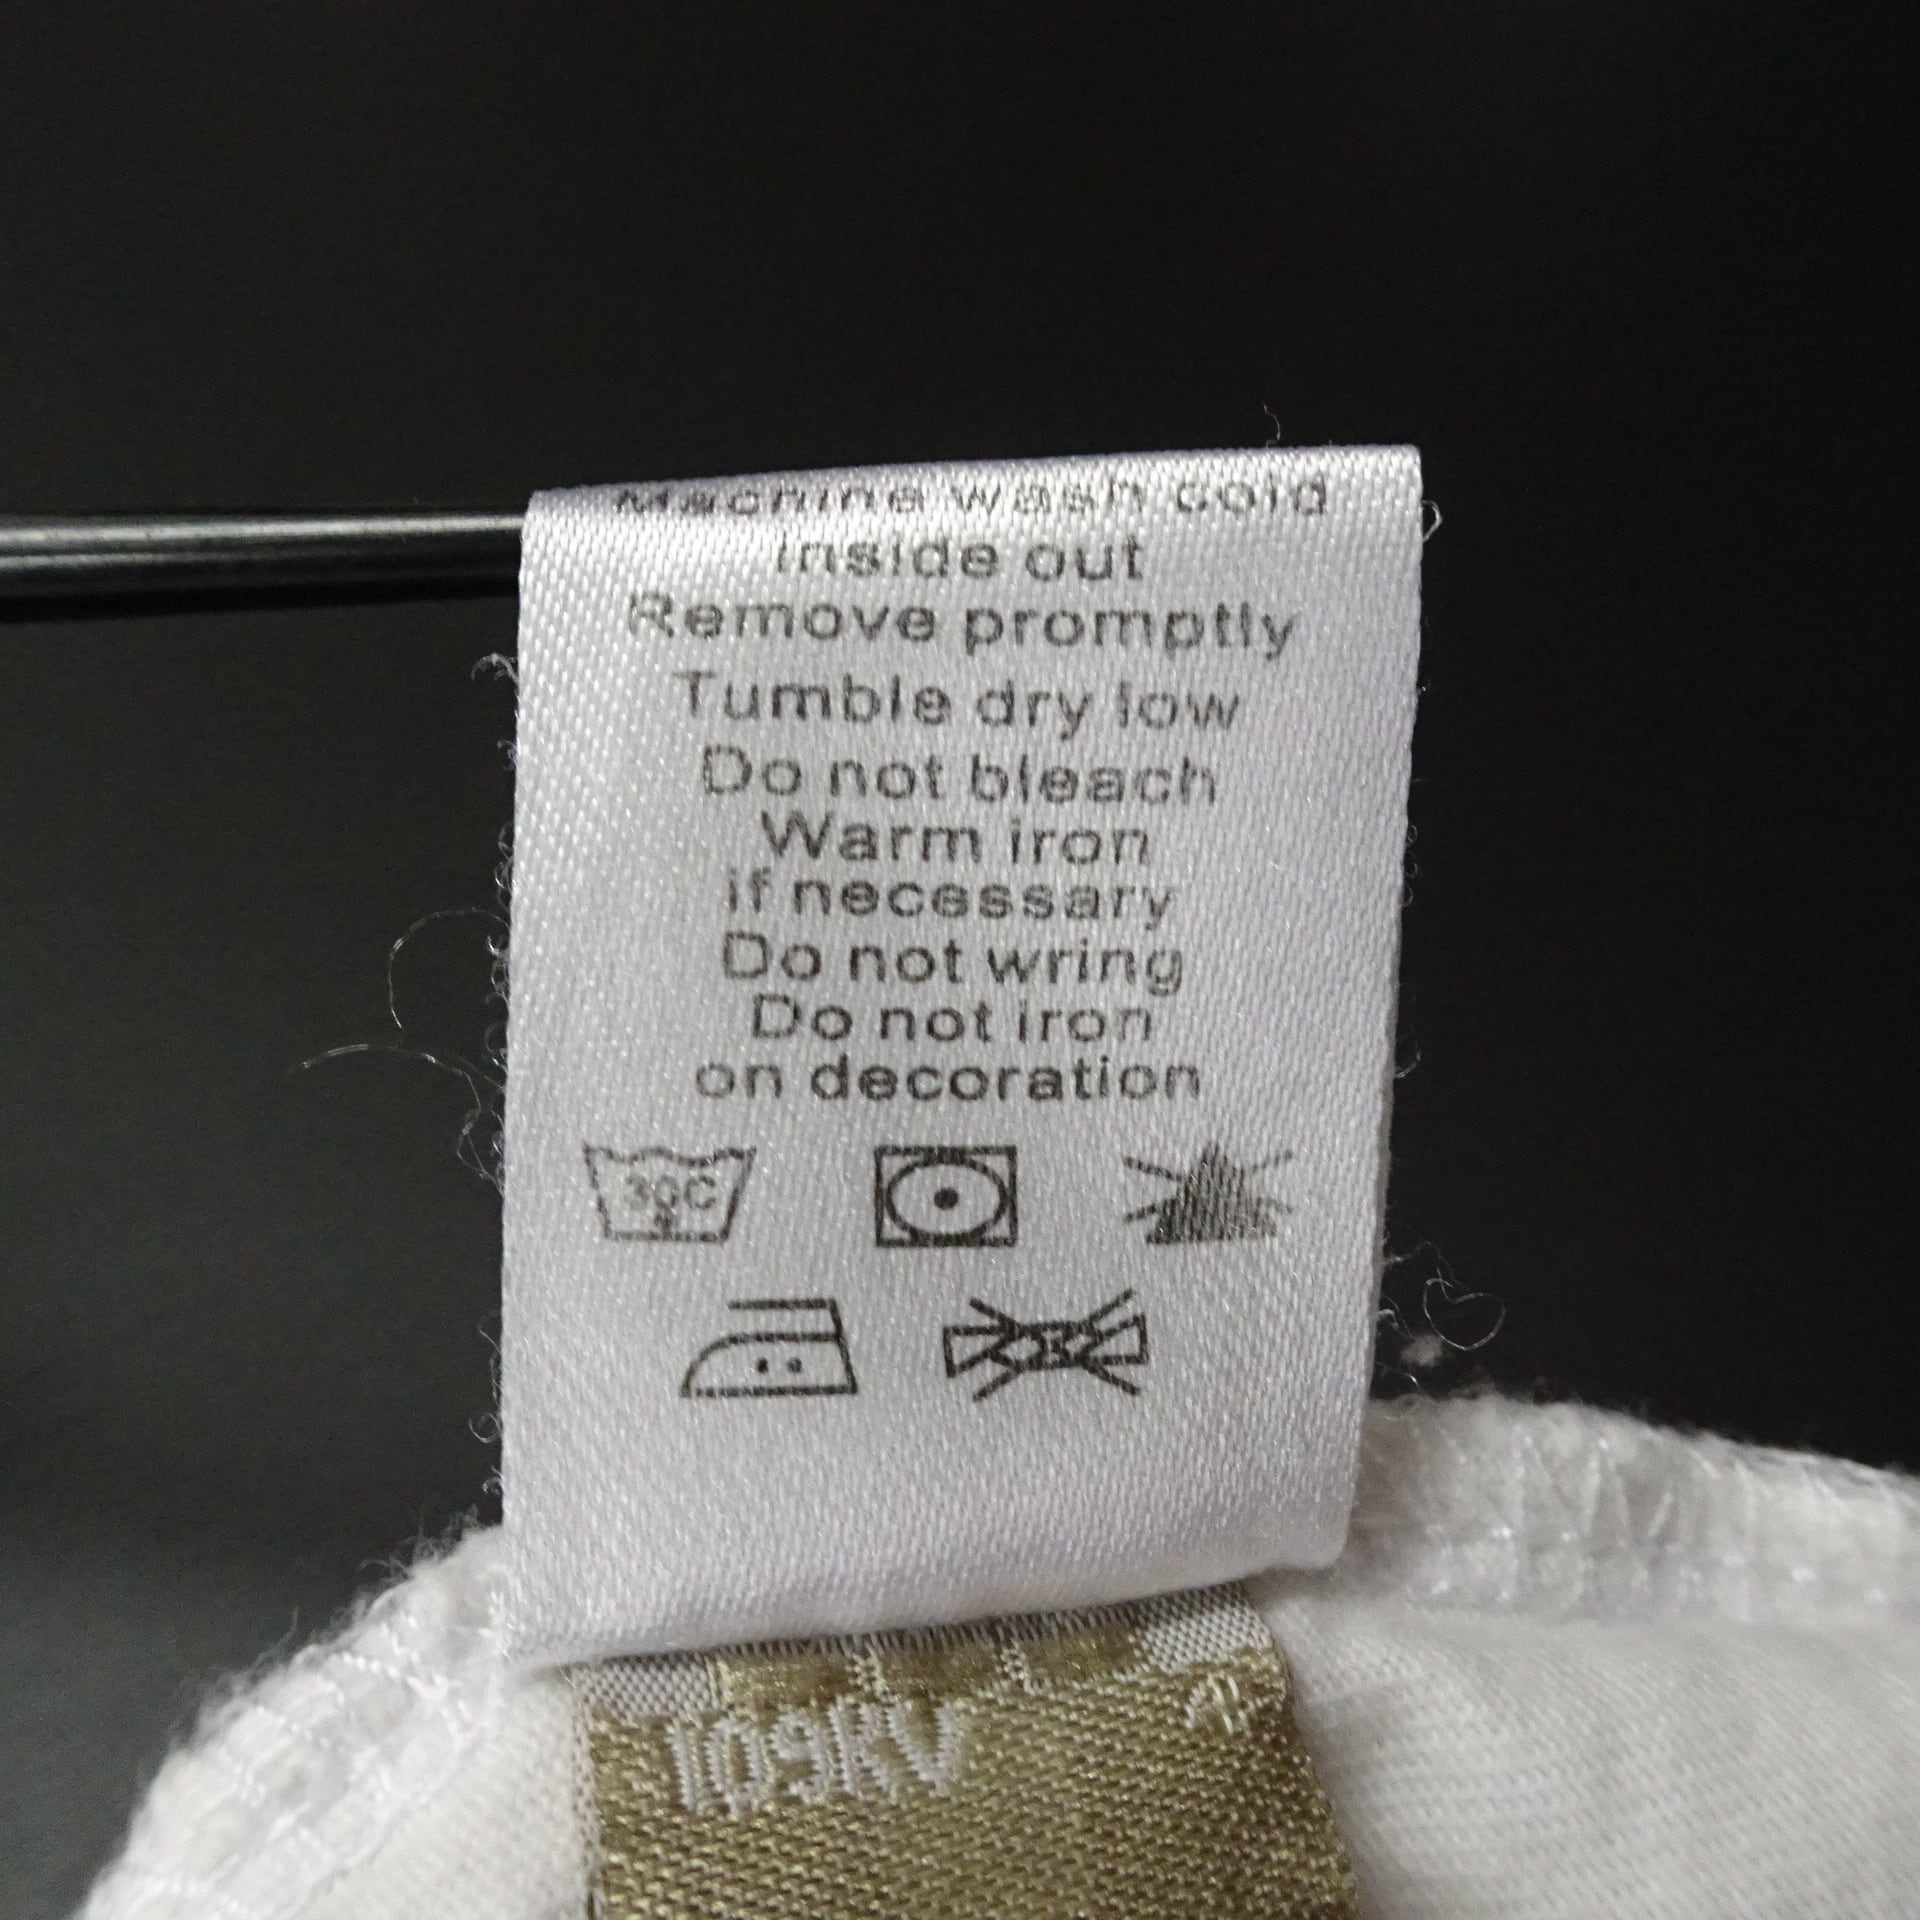 Machine wash cold
inside out
Remove promptly
Tumble dry low
Do not bleach
Warm iron
if necessary
Do not wring
Do not iron
on decoration
30C